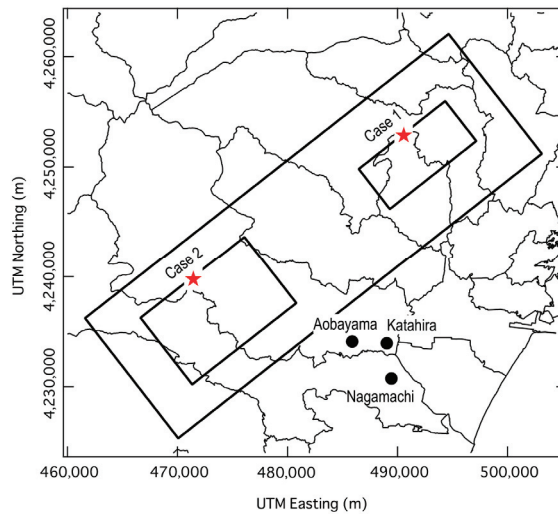 4,260,000
Case 1
4,250,000
UTM Northing (m)
Case 2
4,240,000
Aobayama
Katahira
4,230,000
Nagamachi
460,000
470,000
480,000
490,000
500,000
UTM Easting (m)